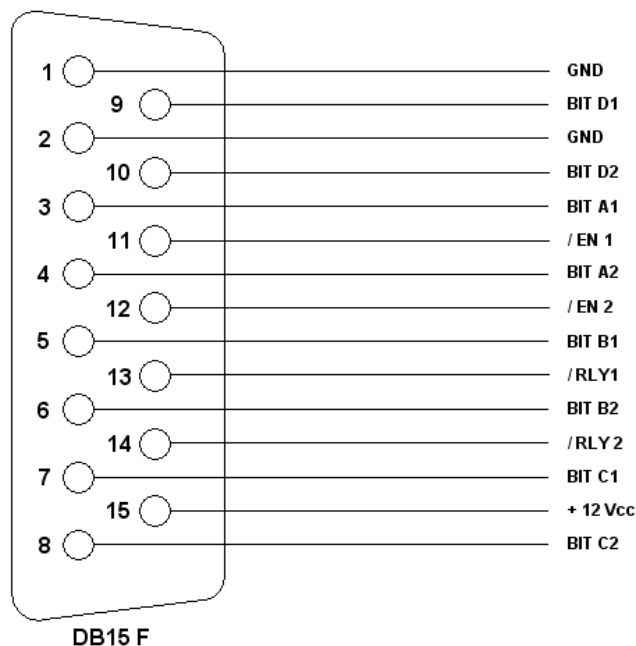 1 GND
9 BIT D1
2 GND
10 BIT D2
3 BIT A1
11 / EN 1
4 BIT A2
12 / EN 2
5 BIT B1
13 / RLY1
6 BIT B2
14 / RLY 2
7 BIT C1
15 + 12 Vcc
8 BIT C2
DB15 F